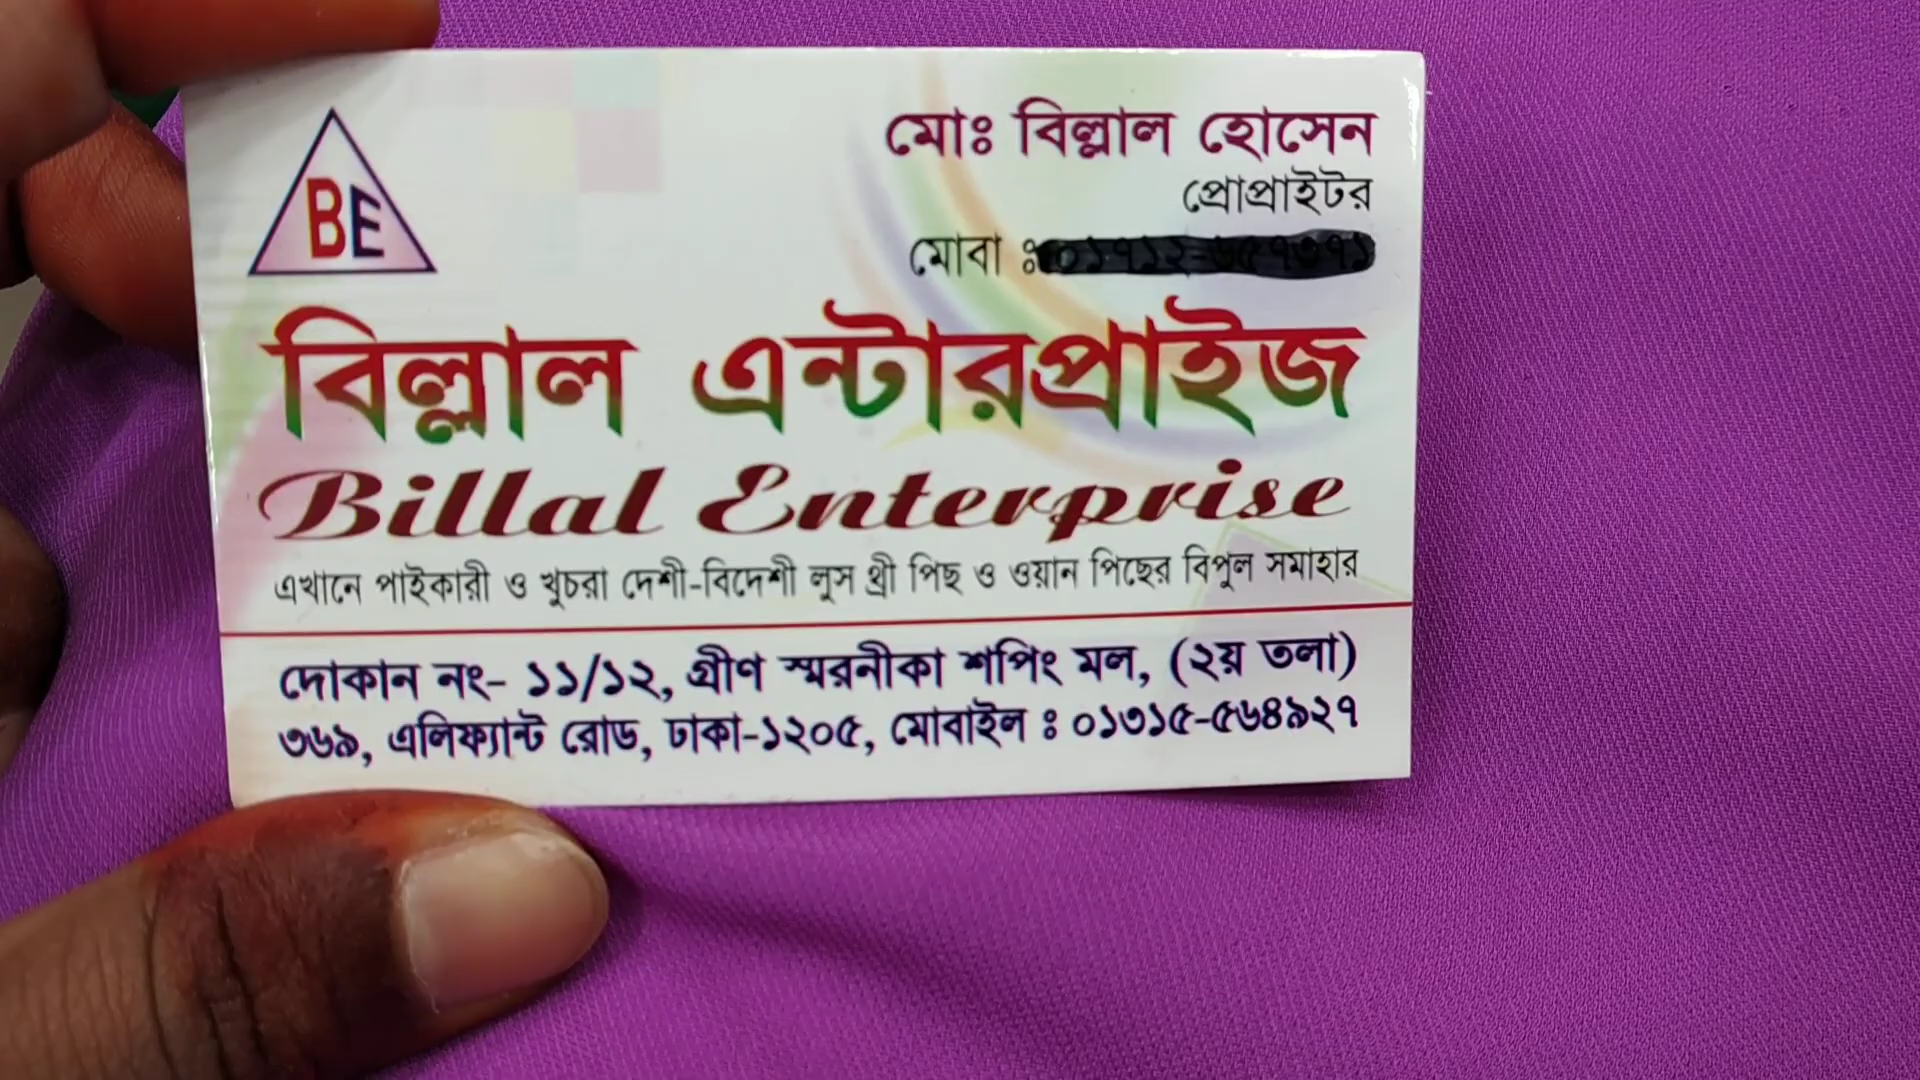 BE
মোঃ বিল্লাল হোসেন
প্রোপ্রাইটর
মোবা ঃ
বিল্লাল এন্টারপ্রাইজ
Billal Enterprise
এখানে পাইকারী ও খুচরা দেশী-বিদেশী লুস থ্রী পিছ ও ওয়ান পিছের বিপুল সমাহার
দোকান নং- ১১/১২, গ্রীণ স্মরনীকা শপিং মল, (২য় তলা)
৩৬৯, এলিফ্যান্ট রোড, ঢাকা-১২০৫, মোবাইল ঃ ০১৩১৫-৫৬৪৯২৭